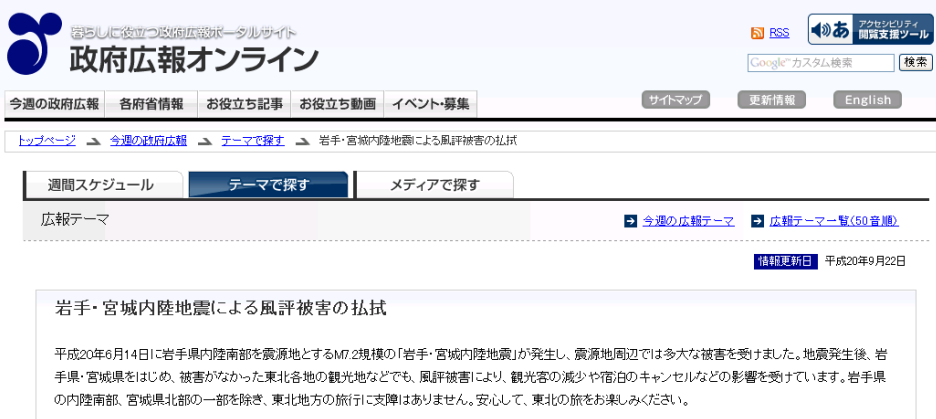 暮らしに役立つ政府広報ポータルサイト
政府広報オンライン
RSS
あ アクセシビリティ 閲覧支援ツール
Google™カスタム検索 検索
今週の政府広報 各府省情報 お役立ち記事 お役立ち動画 イベント・募集 サイトマップ 更新情報 English
トップページ 今週の政府広報 テーマで探す 岩手・宮城内陸地震による風評被害の払拭
週間スケジュール テーマで探す メディアで探す
広報テーマ 今週の広報テーマ 広報テーマ一覧(50音順)
情報更新日 平成20年9月22日
岩手・宮城内陸地震による風評被害の払拭
平成20年6月14日に岩手県内陸南部を震源地とするM7.2規模の「岩手・宮城内陸地震」が発生し、震源地周辺では多大な被害を受けました。地震発生後、岩
手県・宮城県をはじめ、被害がなかった東北各地の観光地などでも、風評被害により、観光客の減少や宿泊のキャンセルなどの影響を受けています。岩手県
の内陸南部、宮城県北部の一部を除き、東北地方の旅行に支障はありません。安心して、東北の旅をお楽しみください。